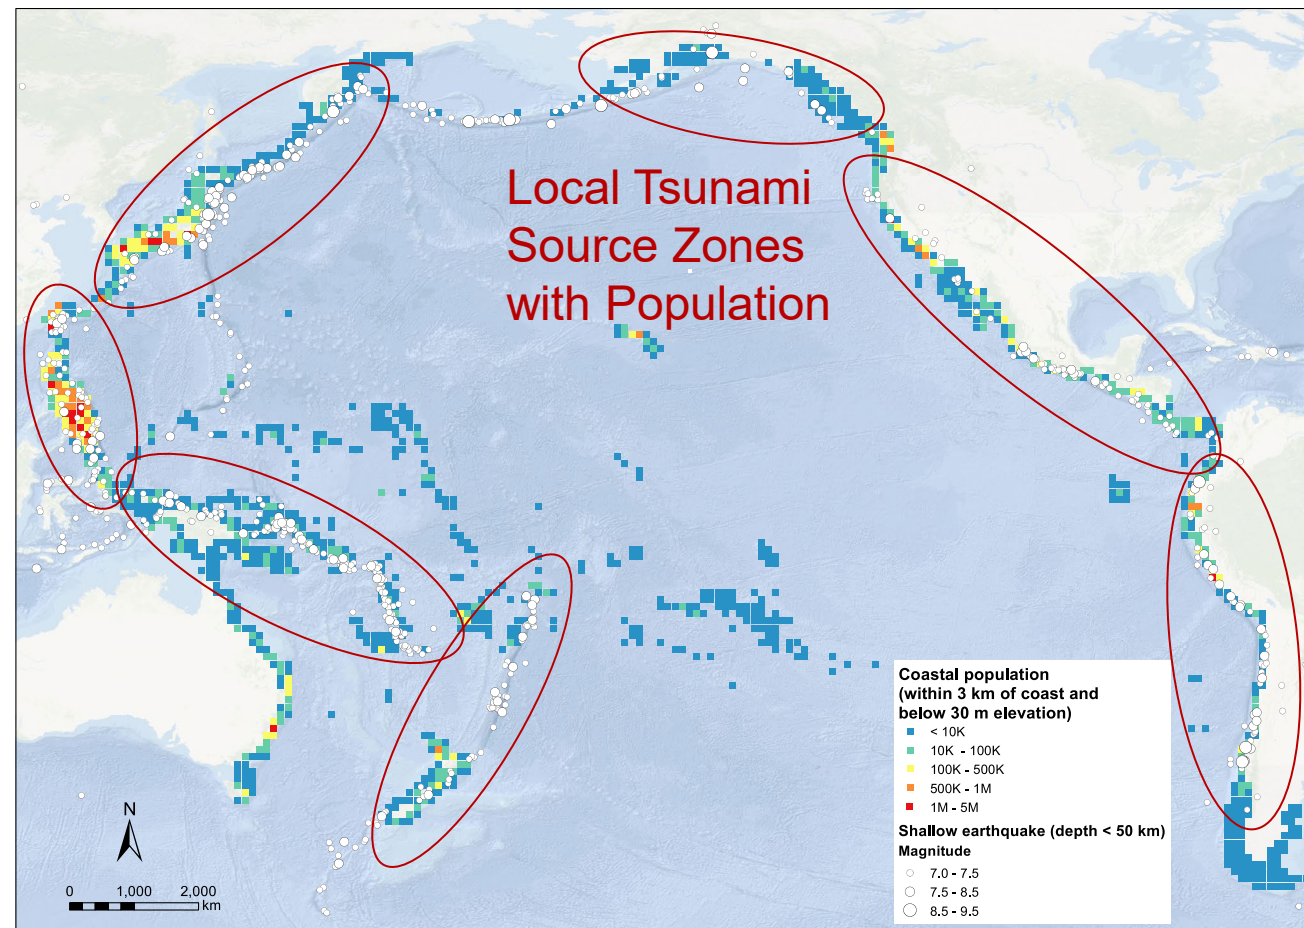 Local Tsunami
Source Zones
with Population
Coastal population
(within 3 km of coast and
below 30 m elevation)
< 10K
10K - 100K
100K - 500K
500K - 1M
1M - 5M
Shallow earthquake (depth < 50 km)
Magnitude
7.0 - 7.5
7.5 - 8.5
8.5 - 9.5
N
0 1,000 2,000
km